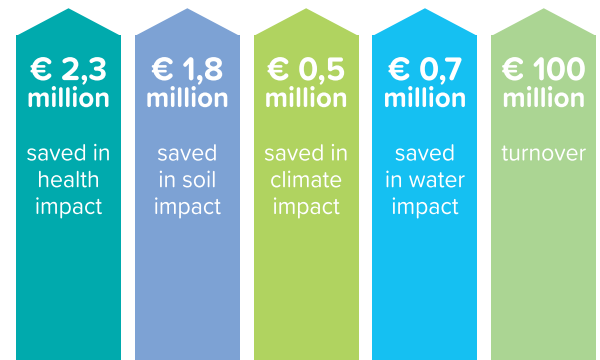 € 2,3
million
saved in
health
impact
€ 1,8
million
saved
in soil
impact
€ 0,5
million
saved in
climate
impact
€ 0,7
million
saved
in water
impact
€ 100
million
turnover